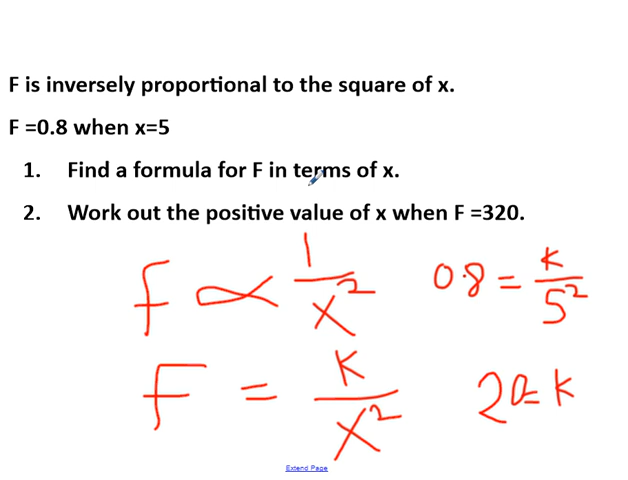 F is inversely proportional to the square of x.
F =0.8 when x=5
1. Find a formula for F in terms of x.
2. Work out the positive value of x when F =320.
F ∝ 1/x²
0.8 = k/5²
F = k/x²
20=k
Extend Page